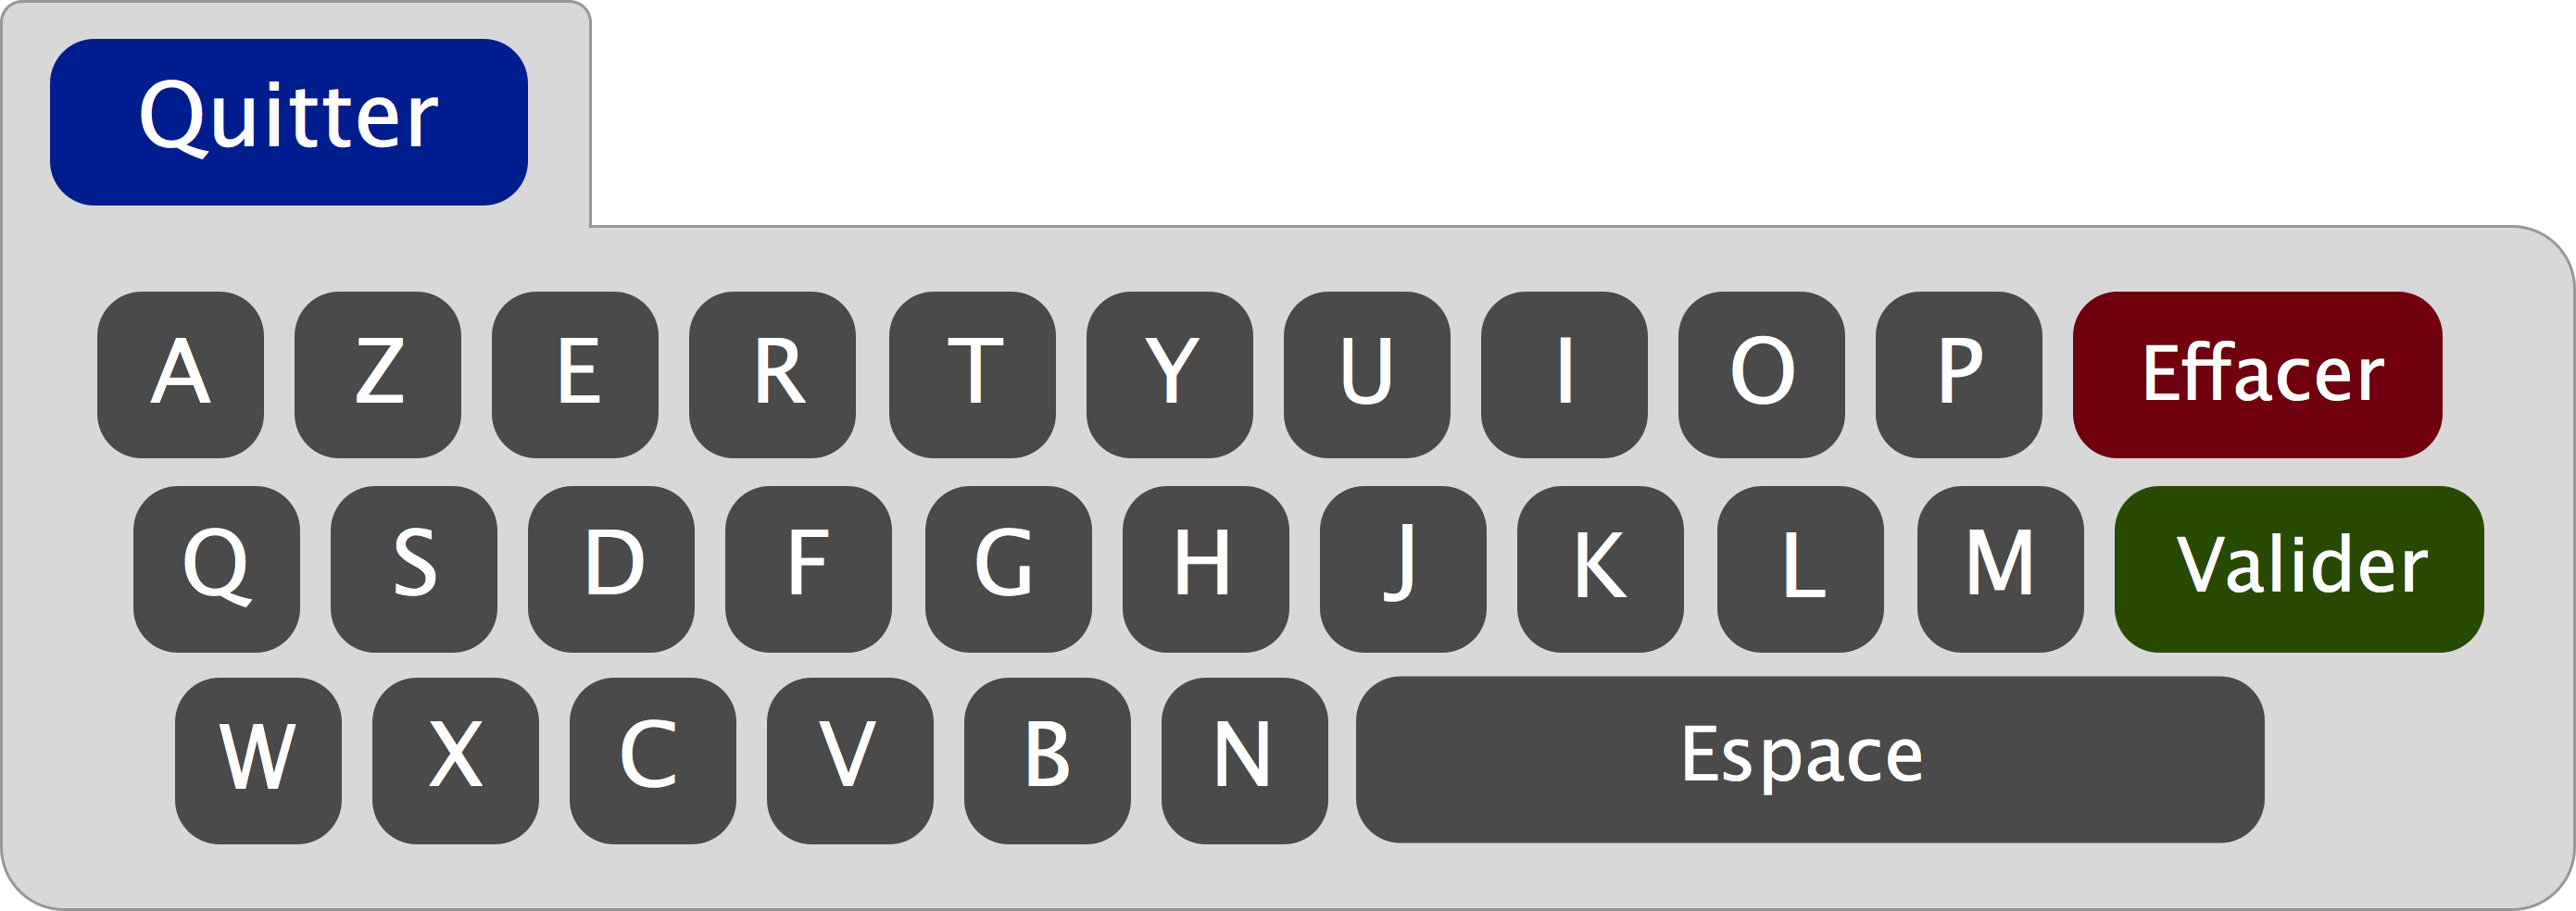 Quitter
A Z E R T Y U I O P Effacer
Q S D F G H J K L M Valider
W X C V B N Espace